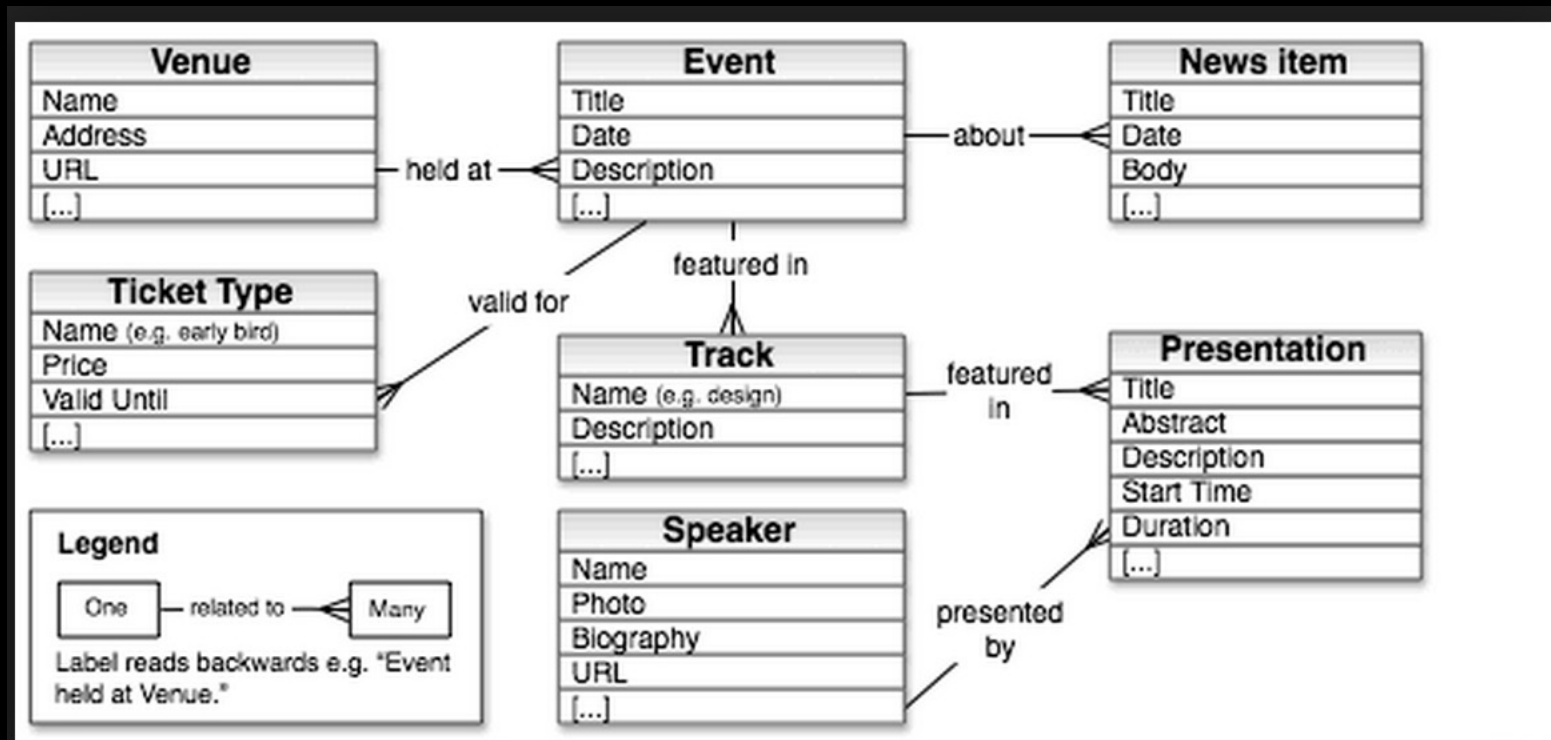 Venue
Name
Address
URL
[...]
held at
Event
Title
Date
Description
[...]
about
News item
Title
Date
Body
[...]
valid for
featured in
Ticket Type
Name (e.g. early bird)
Price
Valid Until
[...]
Track
Name (e.g. design)
Description
[...]
featured
in
Presentation
Title
Abstract
Description
Start Time
Duration
[...]
Speaker
Name
Photo
Biography
URL
[...]
presented
by
Legend
One
related to
Many
Label reads backwards e.g. "Event
held at Venue."